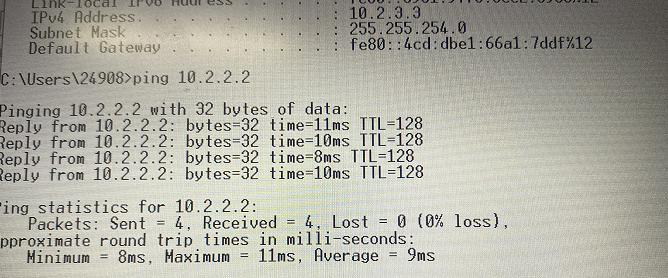 Link-local IPv6 Address . . . . . :
IPv4 Address. . . . . . . . . . . : 10.2.3.3
Subnet Mask . . . . . . . . . . . : 255.255.254.0
Default Gateway . . . . . . . . . : fe80::4cd:dbe1:66a1:7ddf%12
C:\Users\24908>ping 10.2.2.2
Pinging 10.2.2.2 with 32 bytes of data:
Reply from 10.2.2.2: bytes=32 time=11ms TTL=128
Reply from 10.2.2.2: bytes=32 time=10ms TTL=128
Reply from 10.2.2.2: bytes=32 time=8ms TTL=128
Reply from 10.2.2.2: bytes=32 time=10ms TTL=128
Ping statistics for 10.2.2.2:
Packets: Sent = 4, Received = 4, Lost = 0 (0% loss),
pproximate round trip times in milli-seconds:
Minimum = 8ms, Maximum = 11ms, Average = 9ms